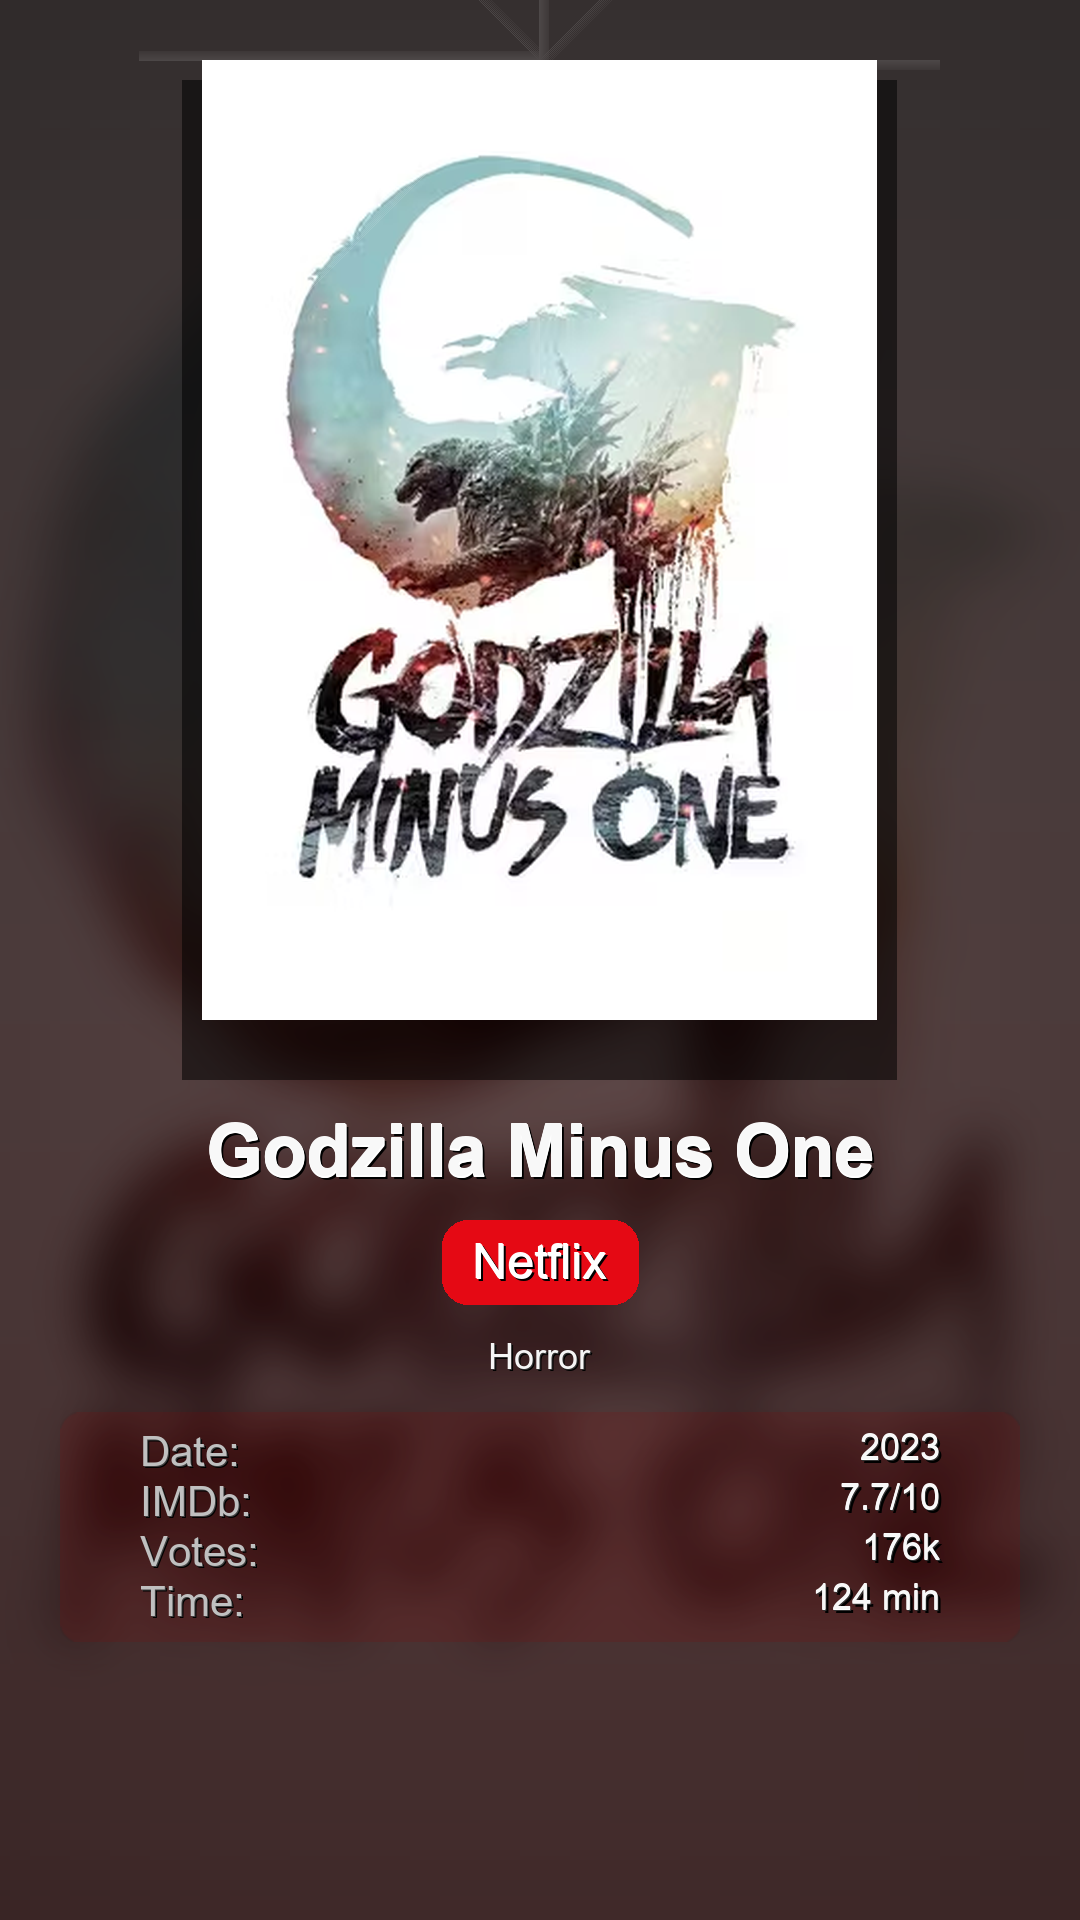 GODZILLA
MINUS ONE
Godzilla Minus One
Netflix
Horror
Date: 2023
IMDb: 7.7/10
Votes: 176k
Time: 124 min